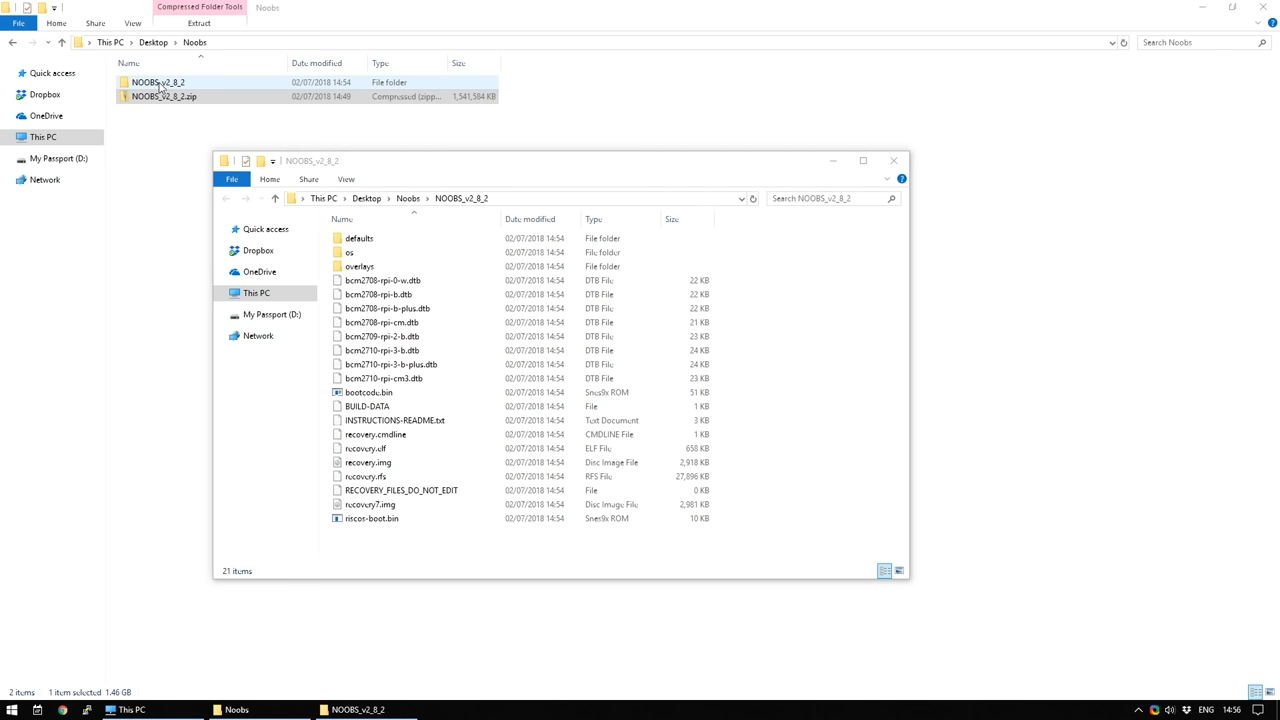 Compressed Folder Tools Noobs
File Home Share View Extract
This PC Desktop Noobs Search Noobs
Name Date modified Type Size
Quick access
Dropbox
OneDrive
This PC
My Passport (D:)
Network
NOOBS_v2_8_2 02/07/2018 14:54 File folder
NOOBS_v2_8_2.zip 02/07/2018 14:49 Compressed (zipp... 1,541,584 KB
NOOBS_v2_8_2
File Home Share View
This PC Desktop Noobs NOOBS_v2_8_2 Search NOOBS_v2_8_2
Name Date modified Type Size
Quick access
Dropbox
OneDrive
This PC
My Passport (D:)
Network
defaults 02/07/2018 14:54 File folder
os 02/07/2018 14:54 File folder
overlays 02/07/2018 14:54 File folder
bcm2708-rpi-0-w.dtb 02/07/2018 14:54 DTB File 22 KB
bcm2708-rpi-b.dtb 02/07/2018 14:54 DTB File 22 KB
bcm2708-rpi-b-plus.dtb 02/07/2018 14:54 DTB File 22 KB
bcm2708-rpi-cm.dtb 02/07/2018 14:54 DTB File 21 KB
bcm2709-rpi-2-b.dtb 02/07/2018 14:54 DTB File 23 KB
bcm2710-rpi-3-b.dtb 02/07/2018 14:54 DTB File 24 KB
bcm2710-rpi-3-b-plus.dtb 02/07/2018 14:54 DTB File 24 KB
bcm2710-rpi-cm3.dtb 02/07/2018 14:54 DTB File 23 KB
bootcode.bin 02/07/2018 14:54 Snes9x ROM 51 KB
BUILD-DATA 02/07/2018 14:54 File 1 KB
INSTRUCTIONS-README.txt 02/07/2018 14:54 Text Document 3 KB
recovery.cmdline 02/07/2018 14:54 CMDLINE File 1 KB
recovery.elf 02/07/2018 14:54 ELF File 658 KB
recovery.img 02/07/2018 14:54 Disc Image File 2,918 KB
recovery.rfs 02/07/2018 14:54 RFS File 27,896 KB
RECOVERY_FILES_DO_NOT_EDIT 02/07/2018 14:54 File 0 KB
recovery7.img 02/07/2018 14:54 Disc Image File 2,981 KB
riscos-boot.bin 02/07/2018 14:54 Snes9x ROM 10 KB
21 items
2 items 1 item selected 1.46 GB
This PC Noobs NOOBS_v2_8_2 ENG 14:56